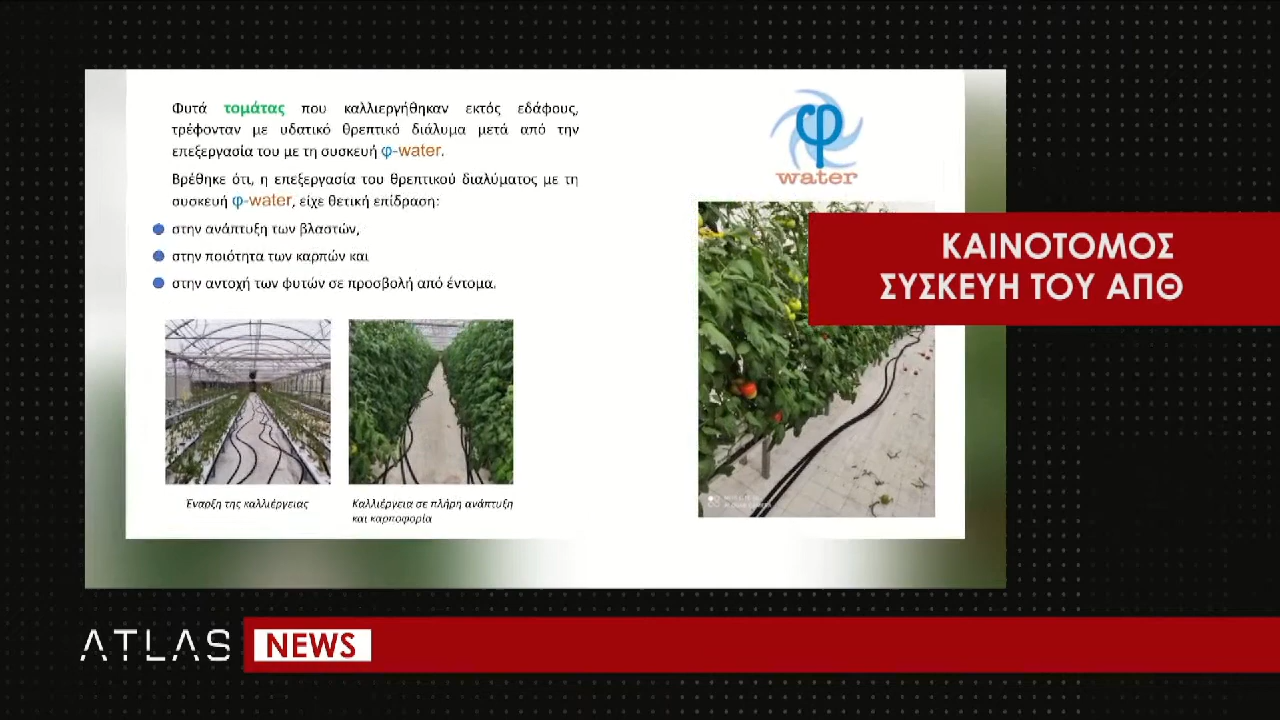 Φυτά τομάτας που καλλιεργήθηκαν εκτός εδάφους,
τρέφονταν με υδατικό θρεπτικό διάλυμα μετά από την
επεξεργασία του με τη συσκευή φ-water.
Βρέθηκε ότι, η επεξεργασία του θρεπτικού διαλύματος με τη
συσκευή φ-water, είχε θετική επίδραση:
στην ανάπτυξη των βλαστών,
στην ποιότητα των καρπών και
στην αντοχή των φυτών σε προσβολή από έντομα.
Έναρξη της καλλιέργειας
Καλλιέργεια σε πλήρη ανάπτυξη
και καρποφορία
φ
water
ΚΑΙΝΟΤΟΜΟΣ
ΣΥΣΚΕΥΗ ΤΟΥ ΑΠΘ
ATLAS NEWS